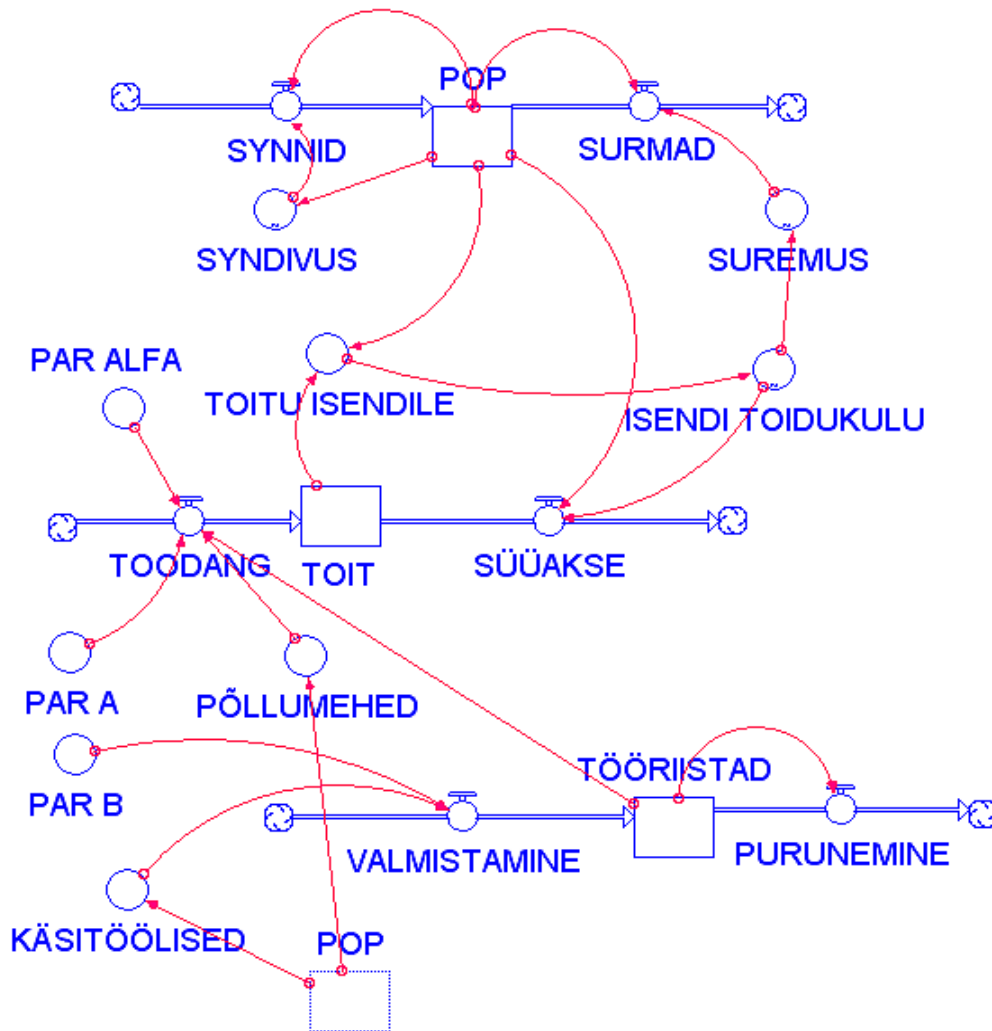 POP
SYNNID
SURMAD
SYNDIVUS
SUREMUS
PAR ALFA
TOITU ISENDILE
ISENDI TOIDUKULU
TOODANG
TOIT
SÜÜAKSE
PAR A
PÕLLUMEHED
PAR B
TÖÖRIISTAD
VALMISTAMINE
PURUNEMINE
KÄSITÖÖLISED
POP